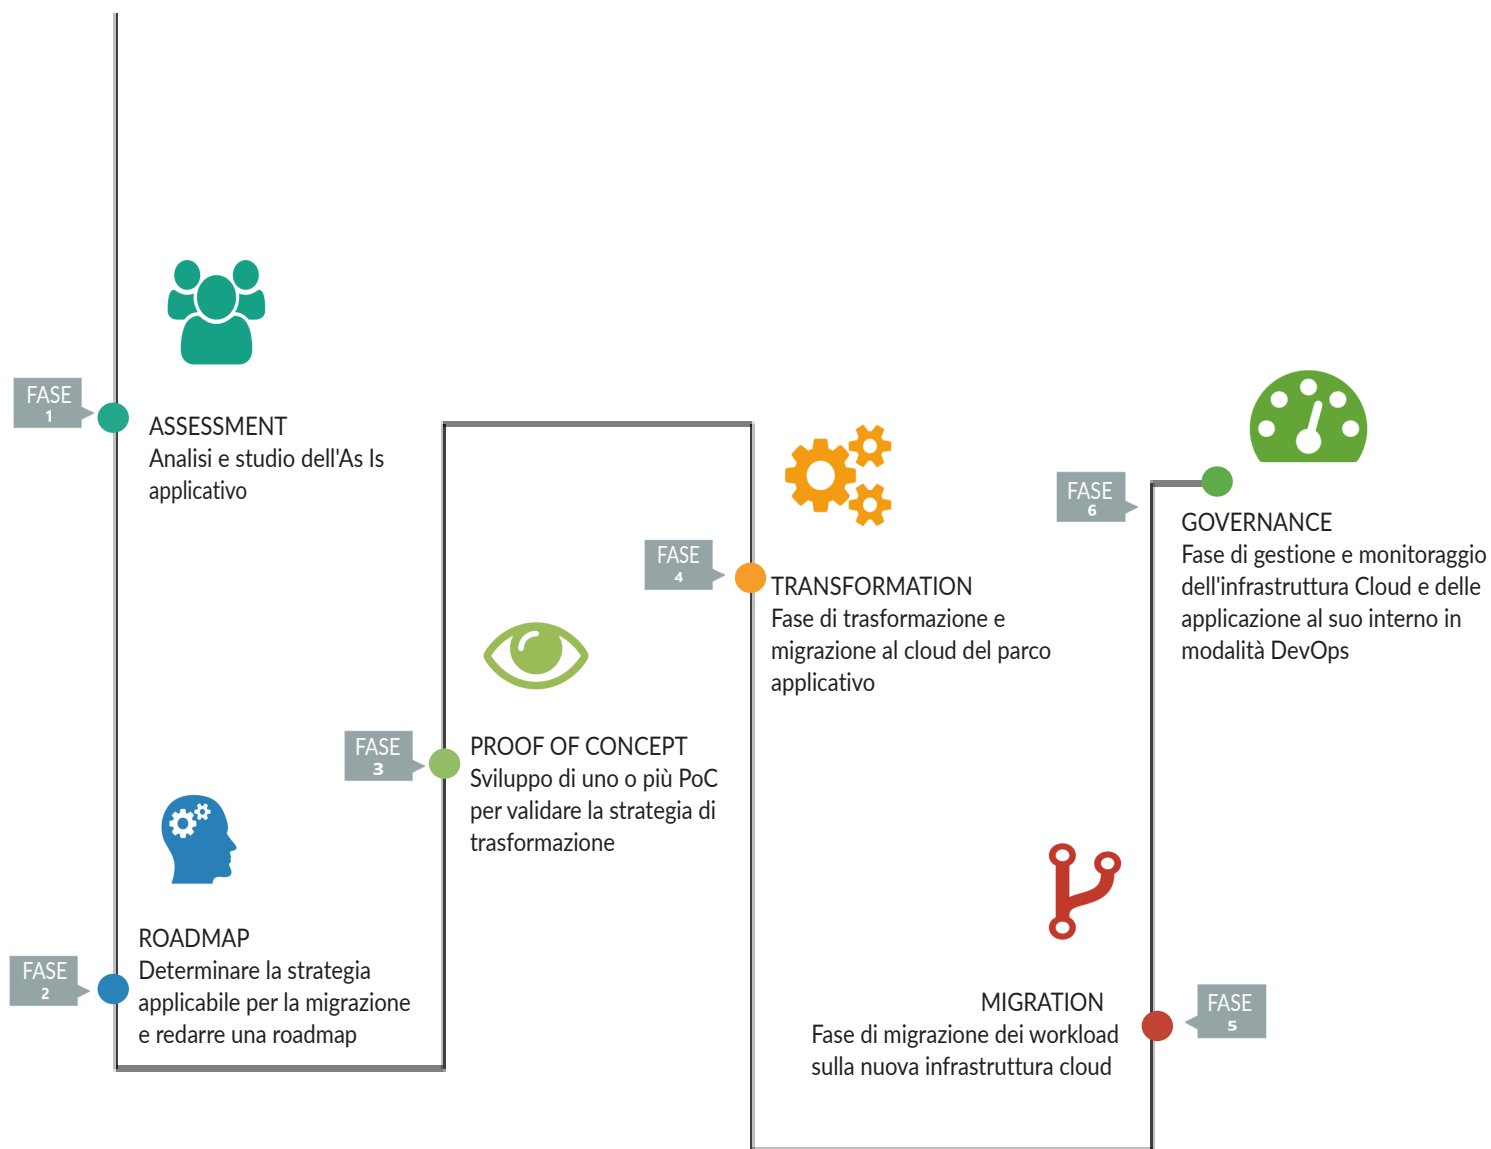 FASE
1
ASSESSMENT
Analisi e studio dell'As Is
applicativo
FASE
2
ROADMAP
Determinare la strategia
applicabile per la migrazione
e redarre una roadmap
FASE
3
PROOF OF CONCEPT
Sviluppo di uno o più PoC
per validare la strategia di
trasformazione
FASE
4
TRANSFORMATION
Fase di trasformazione e
migrazione al cloud del parco
applicativo
FASE
5
MIGRATION
Fase di migrazione dei workload
sulla nuova infrastruttura cloud
FASE
6
GOVERNANCE
Fase di gestione e monitoraggio
dell'infrastruttura Cloud e delle
applicazione al suo interno in
modalità DevOps